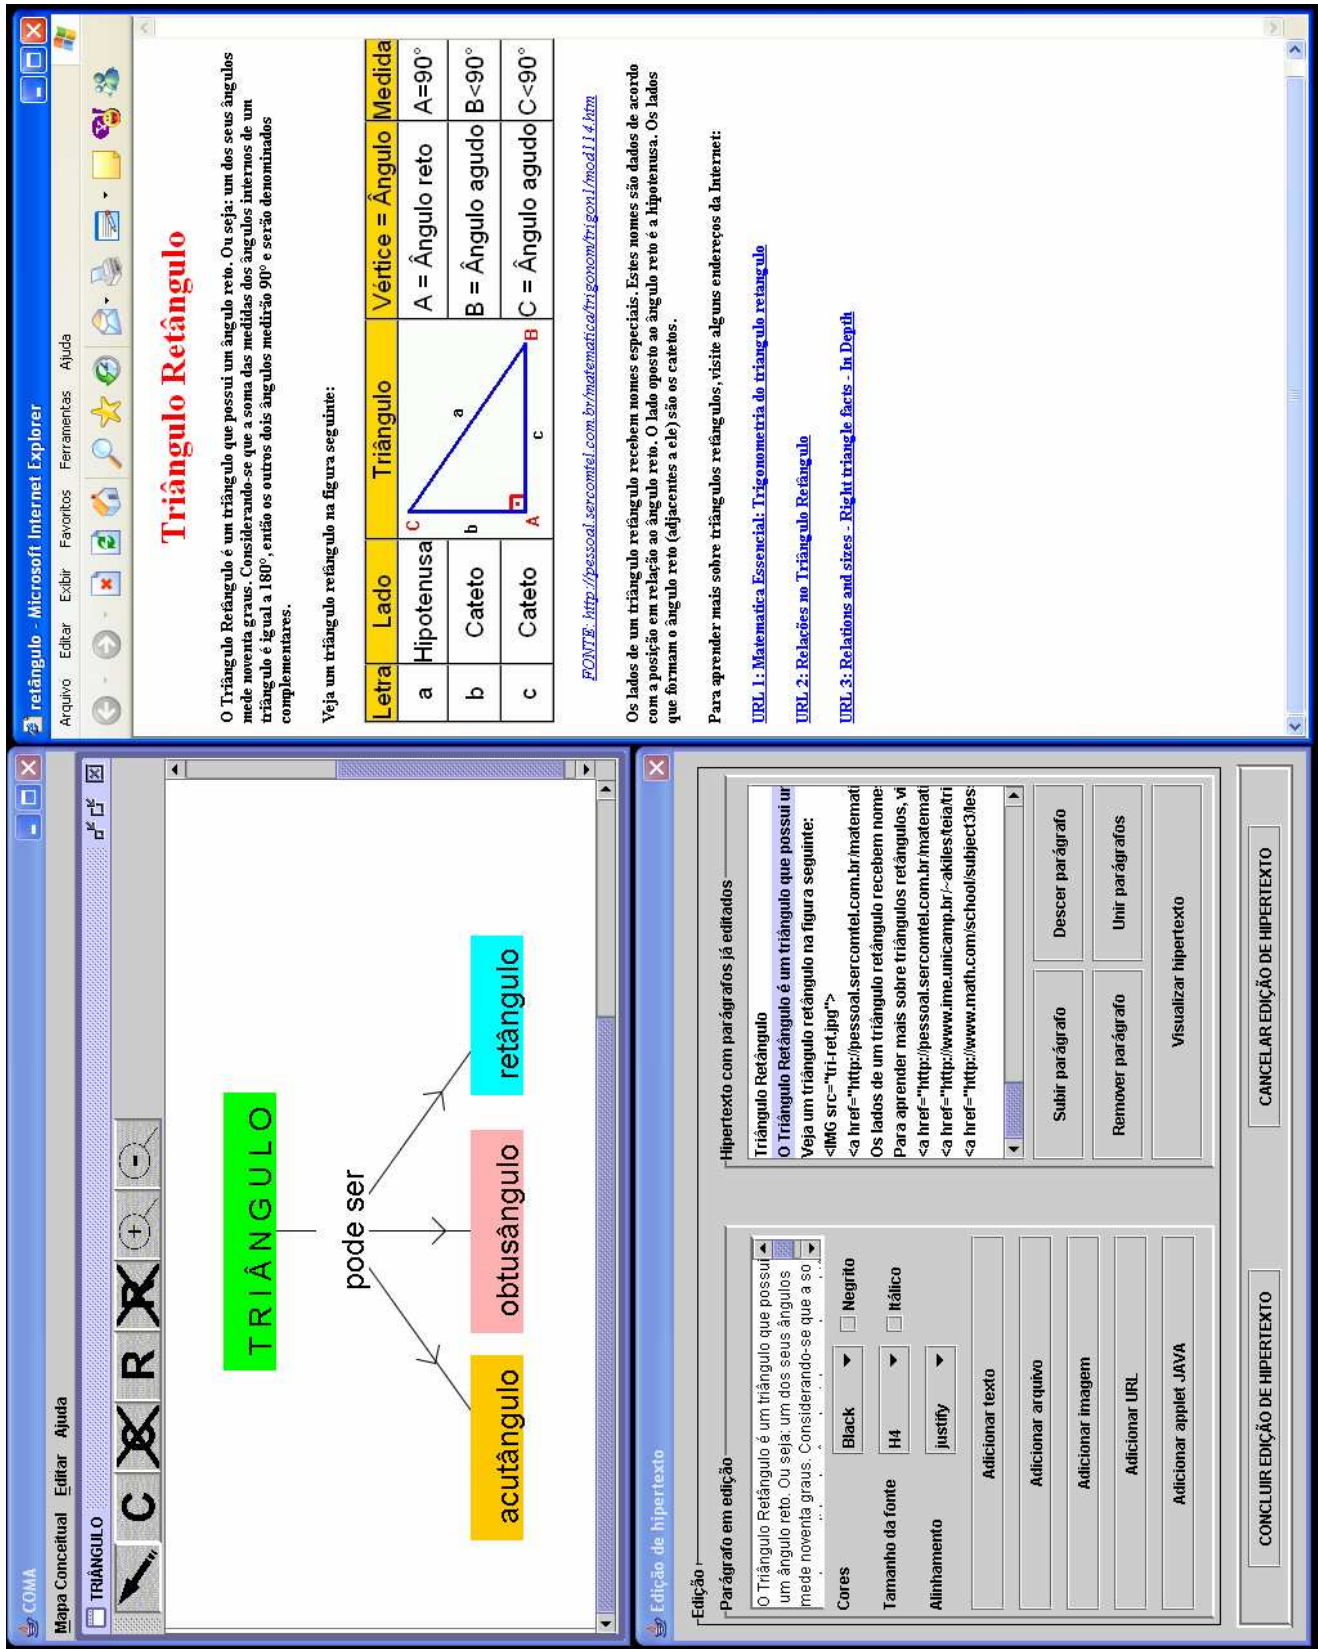 COMA
Mapa Conceitual Editar Ajuda
TRIÂNGULO
C C R R + -
TRIÂNGULO
pode ser
acutângulo obtusângulo retângulo
Edição de hipertexto
Edição
Parágrafo em edição
O Triângulo Retângulo é um triângulo que possui
um ângulo reto. Ou seja: um dos seus ângulos
mede noventa graus. Considerando-se que a so
Cores Black Negrito
Tamanho da fonte H4 Itálico
Alinhamento justify
Adicionar texto
Adicionar arquivo
Adicionar imagem
Adicionar URL
Adicionar applet JAVA
Hipertexto com parágrafos já editados
Triângulo Retângulo
O Triângulo Retângulo é um triângulo que possui ur
Veja um triângulo retângulo na figura seguinte:
<IMG src="tri-ret.jpg">
<a href="http://pessoal.sercomtel.com.br/matemati
Os lados de um triângulo retângulo recebem nome:
Para aprender mais sobre triângulos retângulos, vi
<a href="http://pessoal.sercomtel.com.br/matemati
<a href="http://www.ime.unicamp.br/~akiles/teia/tri
<a href="http://www.math.com/school/subject3/les:
Subir parágrafo Descer parágrafo
Remover parágrafo Unir parágrafos
Visualizar hipertexto
CONCLUIR EDIÇÃO DE HIPERTEXTO CANCELAR EDIÇÃO DE HIPERTEXTO
retângulo - Microsoft Internet Explorer
Arquivo Editar Exibir Favoritos Ferramentas Ajuda
Triângulo Retângulo
O Triângulo Retângulo é um triângulo que possui um ângulo reto. Ou seja: um dos seus ângulos
mede noventa graus. Considerando-se que a soma das medidas dos ângulos internos de um
triângulo é igual a 180º, então os outros dois ângulos medirão 90º e serão denominados
complementares.
Veja um triângulo retângulo na figura seguinte:
Letra Lado Triângulo Vértice = Ângulo Medida
a Hipotenusa A = Ângulo reto A=90°
b Cateto B = Ângulo agudo B<90°
c Cateto C = Ângulo agudo C<90°
C
b a
A c B
FONTE: http://pessoal.sercomtel.com.br/matematica/trigonom/trigon1/mod114.htm
Os lados de um triângulo retângulo recebem nomes especiais. Estes nomes são dados de acordo
com a posição em relação ao ângulo reto. O lado oposto ao ângulo reto é a hipotenusa. Os lados
que formam o ângulo reto (adjacentes a ele) são os catetos.
Para aprender mais sobre triângulos retângulos, visite alguns endereços da Internet:
URL 1: Matematica Essencial: Trigonometria do triangulo retangulo
URL 2: Relações no Triângulo Retângulo
URL 3: Relations and sizes - Right triangle facts - In Depth